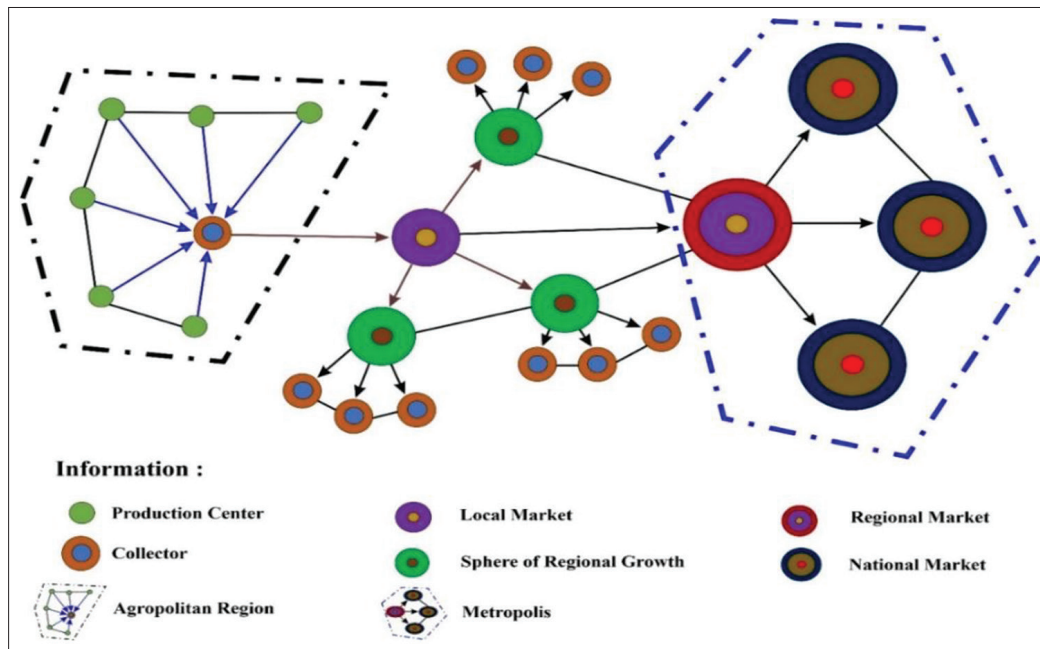 Information :
Production Center
Local Market
Regional Market
Collector
Sphere of Regional Growth
National Market
Agropolitan Region
Metropolis